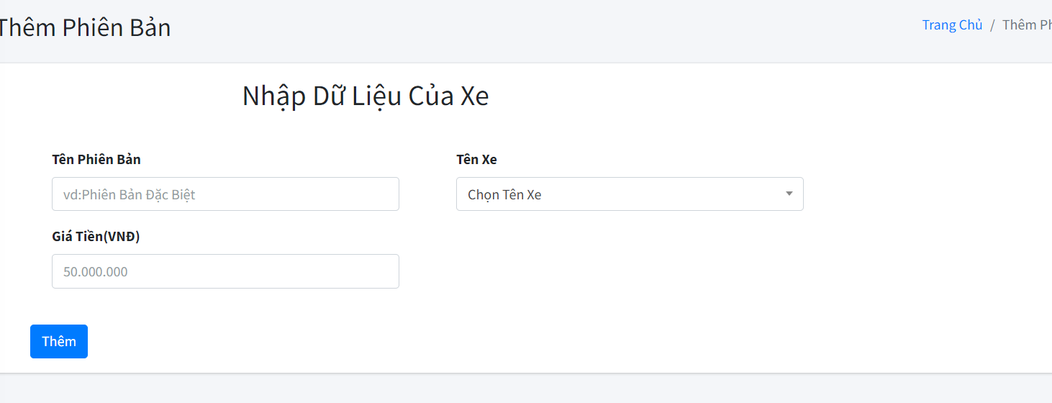 Thêm Phiên Bản
Trang Chủ / Thêm
Nhập Dữ Liệu Của Xe
Tên Phiên Bản
Tên Xe
vd:Phiên Bản Đặc Biệt
Chọn Tên Xe
Giá Tiền(VNĐ)
50.000.000
Thêm